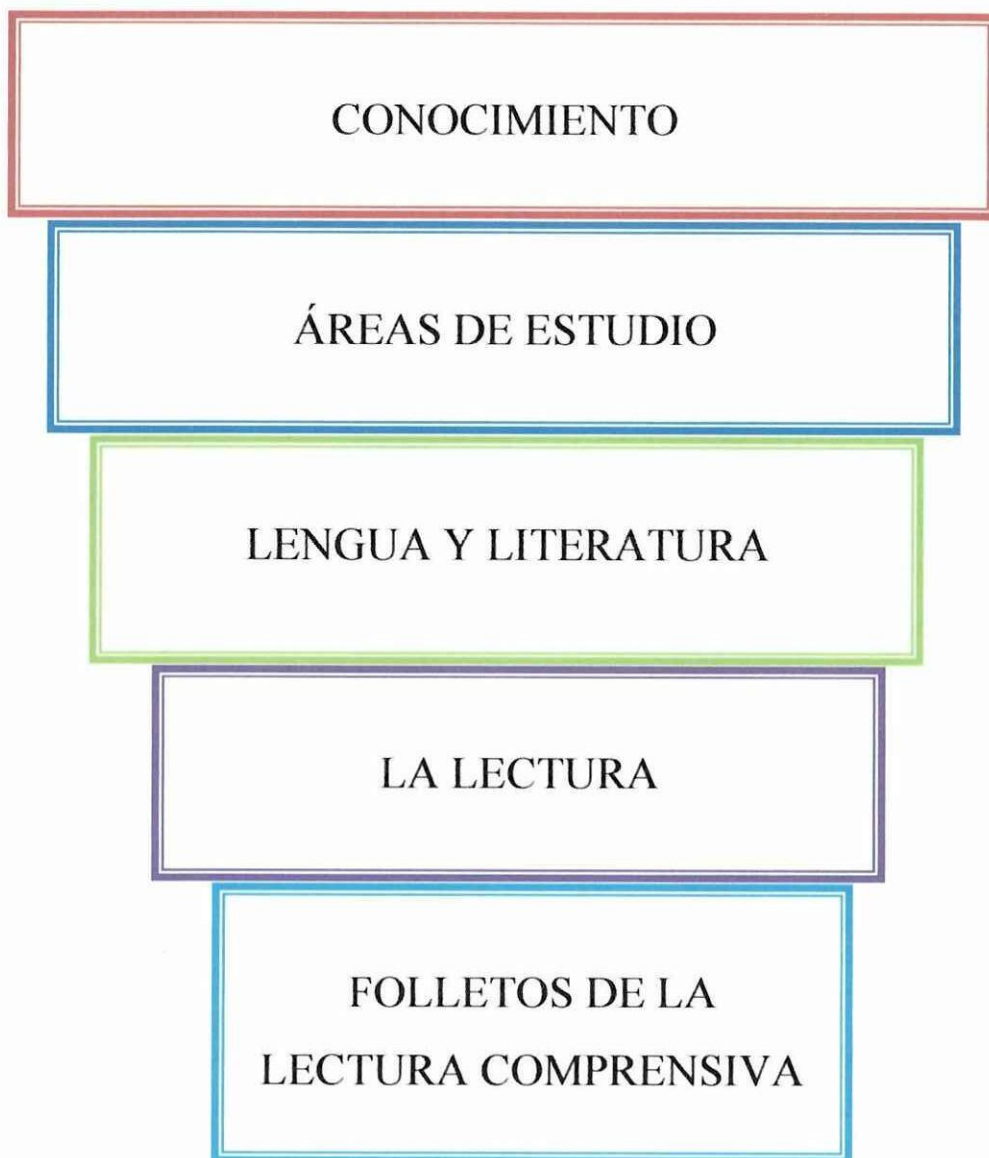 CONOCIMIENTO
ÁREAS DE ESTUDIO
LENGUA Y LITERATURA
LA LECTURA
FOLLETOS DE LA
LECTURA COMPRENSIVA